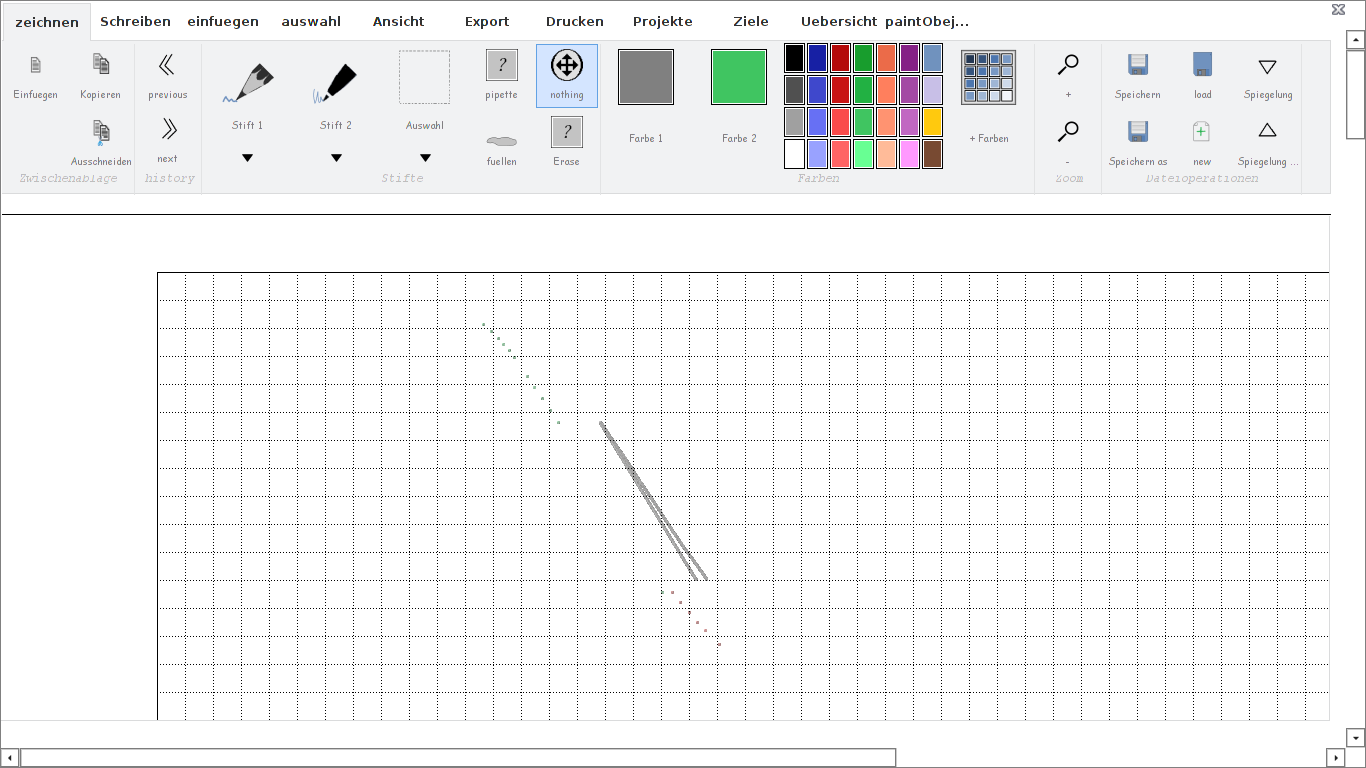 zeichnen Schreiben einfuegen auswahl Ansicht Export Drucken Projekte Ziele Uebersicht paintObej...
Einfuegen Kopieren previous Stift 1 Stift 2 Auswahl pipette nothing Farbe 1 Farbe 2 + Farben + Speichern load Spiegelung
Ausschneiden next fuellen Erase - Speichern as new Spiegelung ...
Zwischenablage history Stifte Farben Zoom Dateioperationen